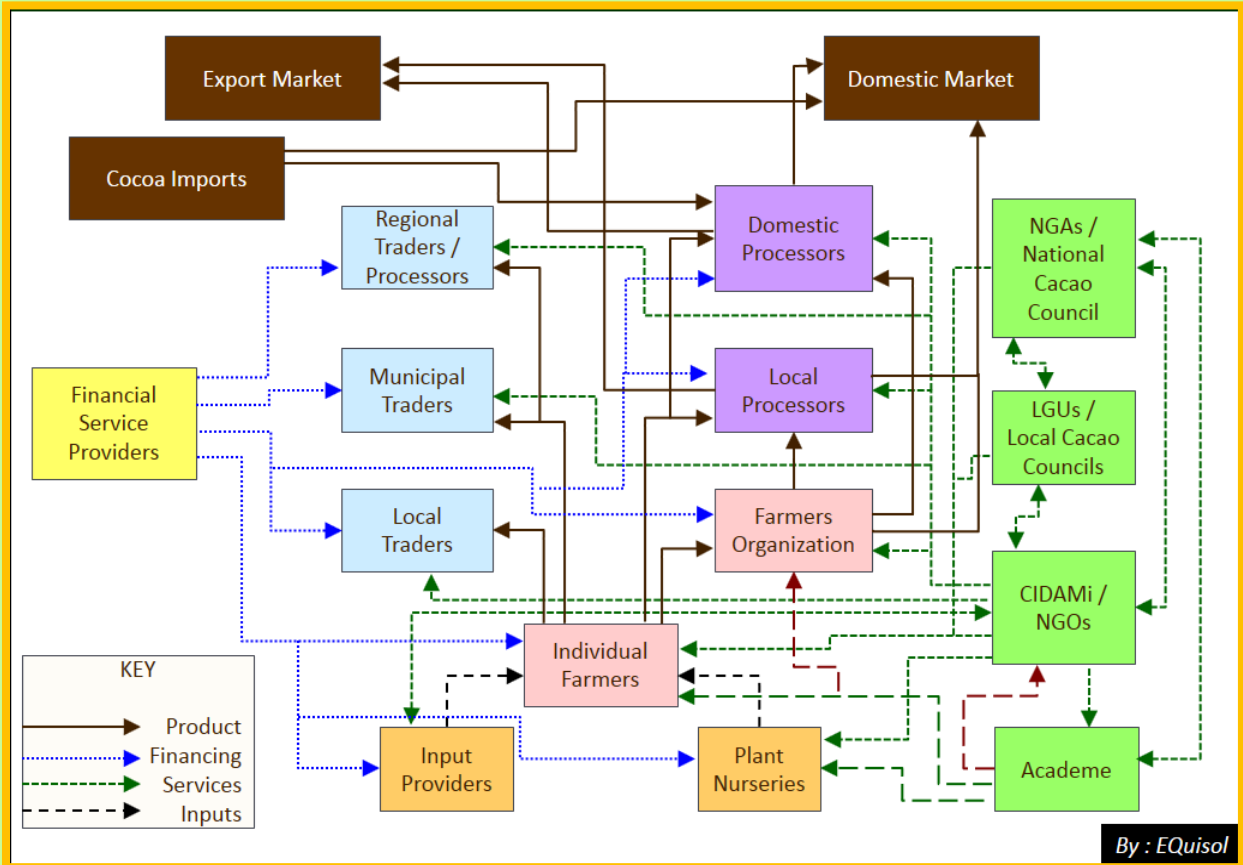 Export Market
Domestic Market
Cocoa Imports
Regional
Traders /
Processors
Domestic
Processors
NGAs /
National
Cacao
Council
Financial
Service
Providers
Municipal
Traders
Local
Processors
LGUs /
Local Cacao
Councils
Local
Traders
Farmers
Organization
CIDAMi /
NGOs
Individual
Farmers
KEY
Product
Financing
Services
Inputs
Input
Providers
Plant
Nurseries
Academe
By : EQuisol